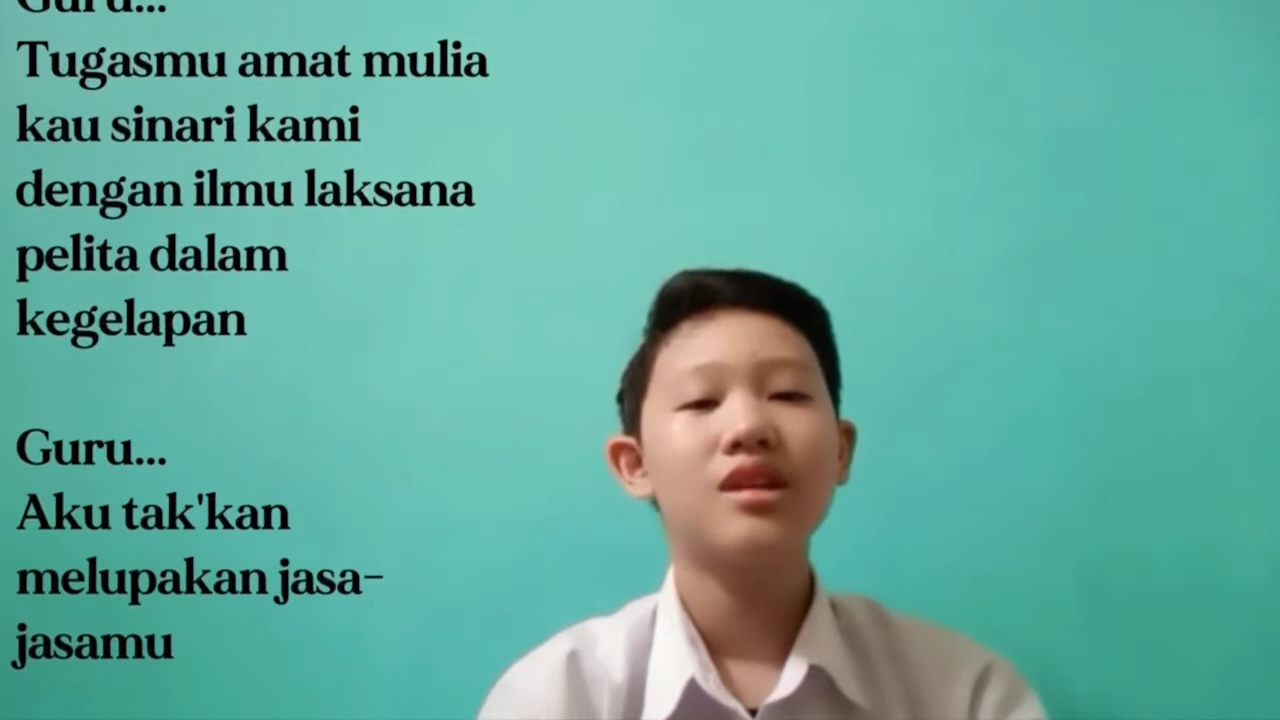 Guru...
Tugasmu amat mulia
kau sinari kami
dengan ilmu laksana
pelita dalam
kegelapan
Guru...
Aku tak'kan
melupakan jasa-
jasamu